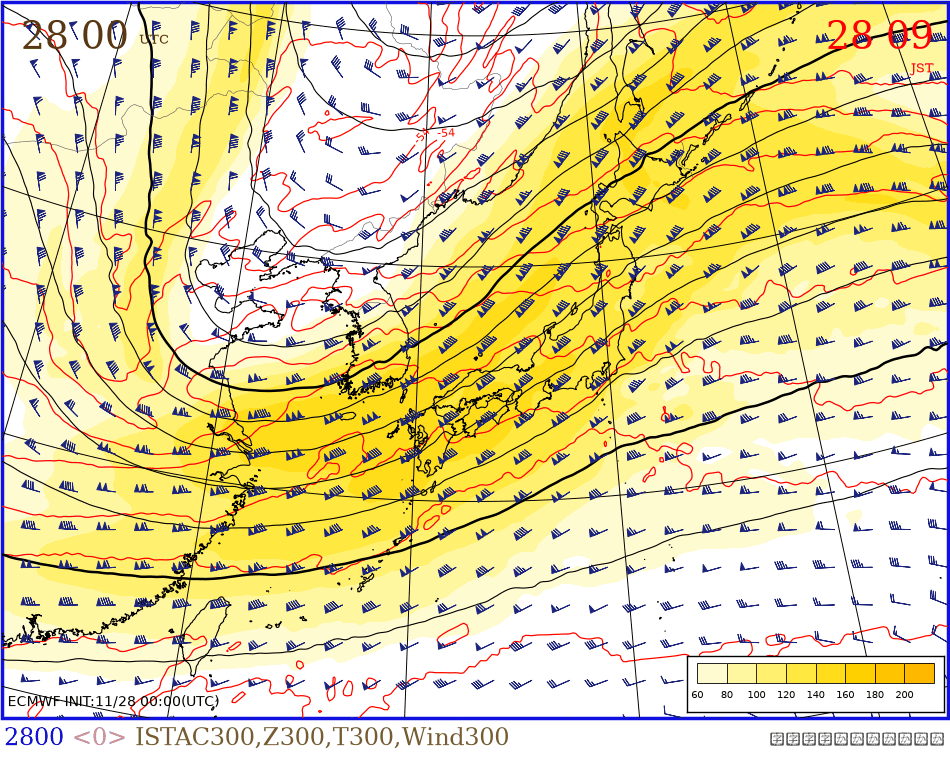 28 00 UTC
28 09
JST
-54
ECMWF INIT:11/28 00:00(UTC)
60 80 100 120 140 160 180 200
2800 <0> ISTAC300,Z300,T300,Wind300